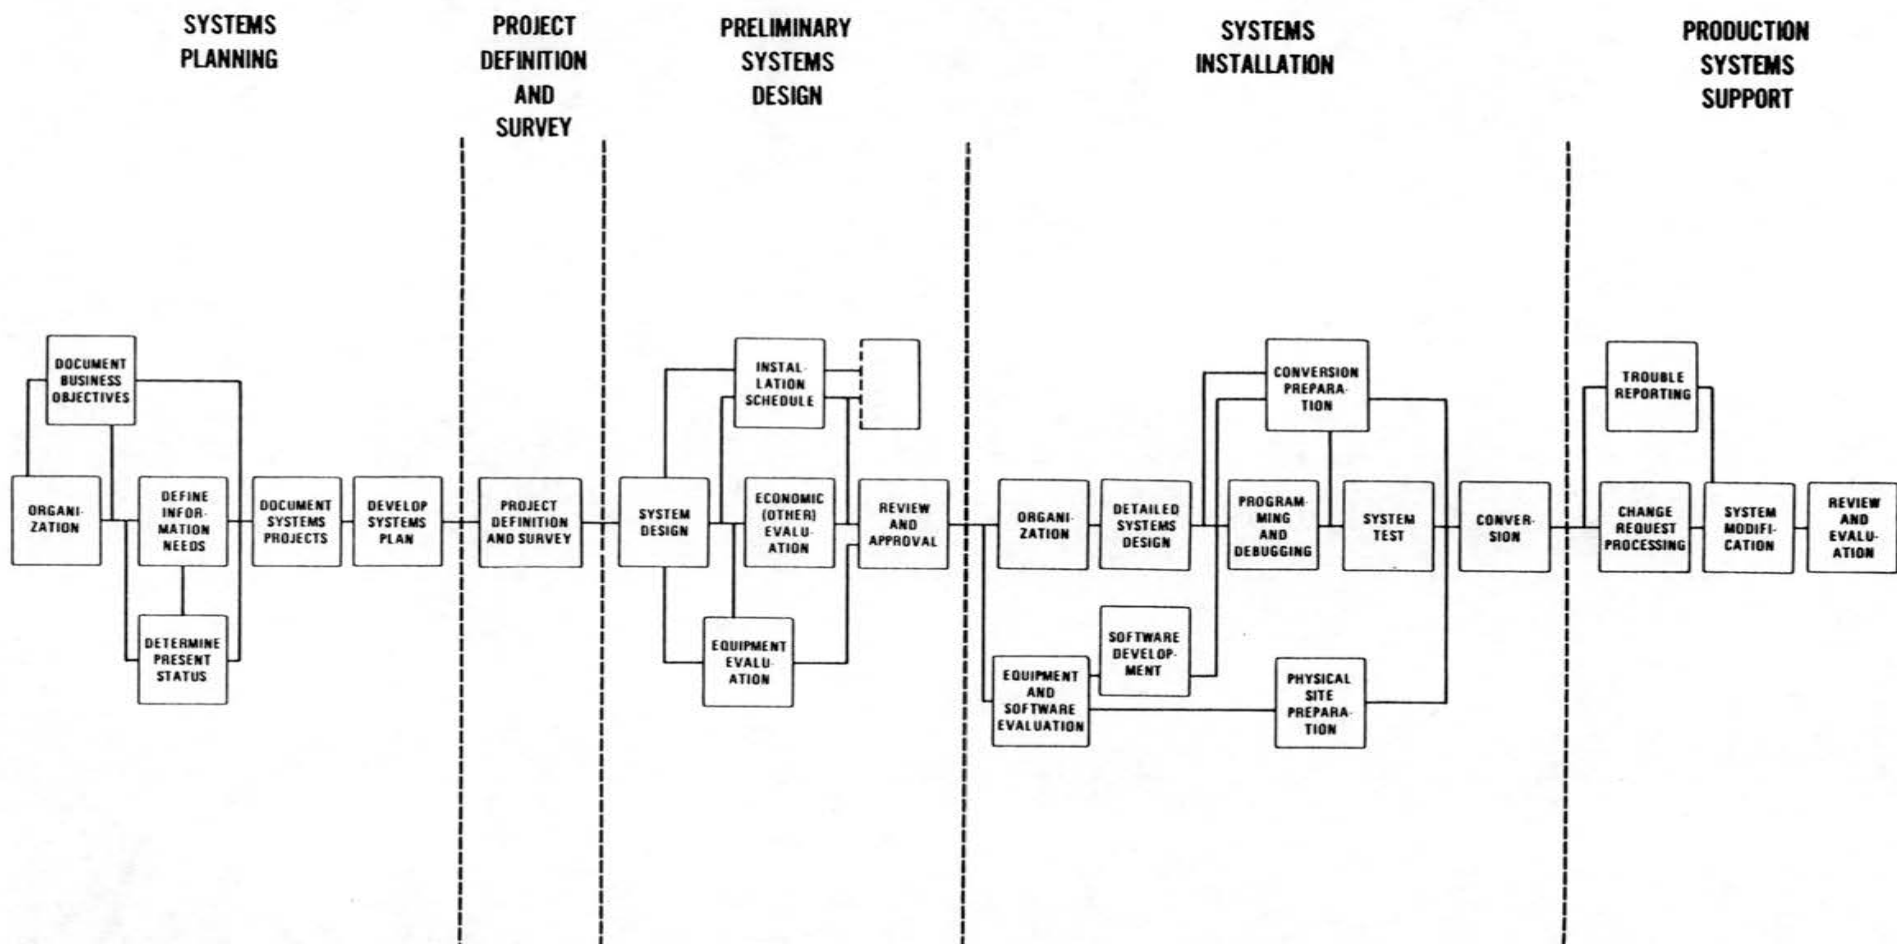 SYSTEMS
PLANNING
PROJECT
DEFINITION
AND
SURVEY
PRELIMINARY
SYSTEMS
DESIGN
SYSTEMS
INSTALLATION
PRODUCTION
SYSTEMS
SUPPORT
DOCUMENT
BUSINESS
OBJECTIVES
ORGANI-
ZATION
DEFINE
INFOR-
MATION
NEEDS
DETERMINE
PRESENT
STATUS
DOCUMENT
SYSTEMS
PROJECTS
DEVELOP
SYSTEMS
PLAN
PROJECT
DEFINITION
AND SURVEY
SYSTEM
DESIGN
INSTAL-
LATION
SCHEDULE
ECONOMIC
(OTHER)
EVALU-
ATION
EQUIPMENT
EVALU-
ATION
REVIEW
AND
APPROVAL
ORGANI-
ZATION
DETAILED
SYSTEMS
DESIGN
EQUIPMENT
AND
SOFTWARE
EVALUATION
SOFTWARE
DEVELOP-
MENT
CONVERSION
PREPARA-
TION
PROGRAM-
MING
AND
DEBUGGING
PHYSICAL
SITE
PREPARA-
TION
SYSTEM
TEST
CONVER-
SION
TROUBLE
REPORTING
CHANGE
REQUEST
PROCESSING
SYSTEM
MODIFI-
CATION
REVIEW
AND
EVALU-
ATION